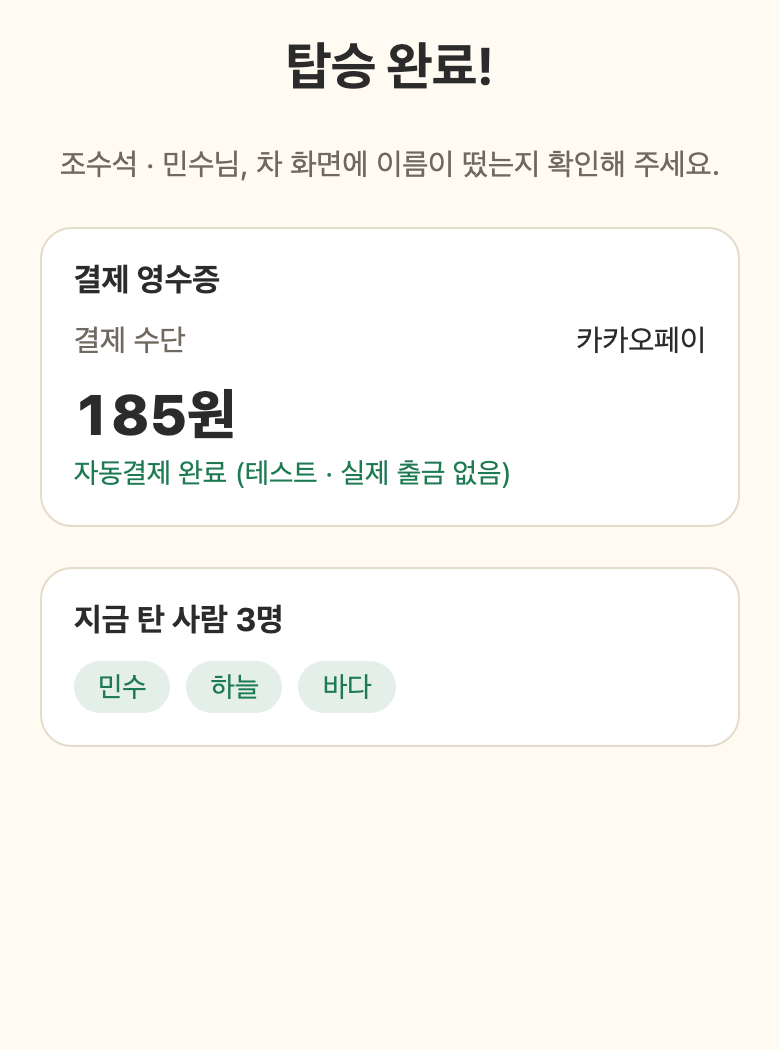 탑승 완료!
조수석 · 민수님, 차 화면에 이름이 떴는지 확인해 주세요.
결제 영수증
결제 수단 카카오페이
185원
자동결제 완료 (테스트 · 실제 출금 없음)
지금 탄 사람 3명
민수 하늘 바다